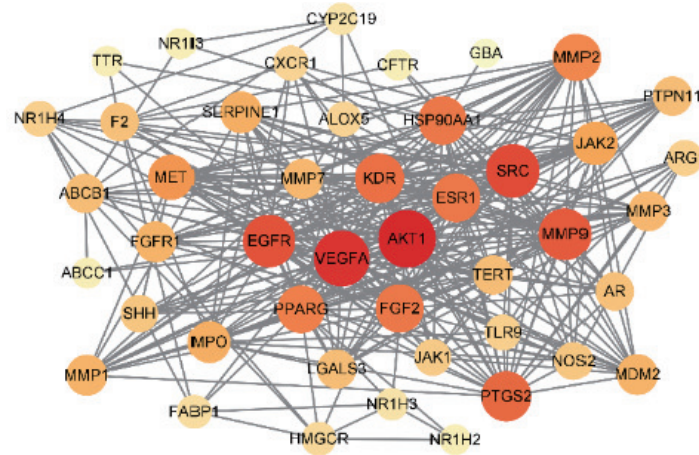 CYP2C19
NR1I3
TTR
CXCR1
CFTR
GBA
MMP2
PTPN11
NR1H4
F2
SERPINE1
ALOX5
HSP90AA1
JAK2
ARG
MET
MMP7
KDR
SRC
ABCB1
ESR1
MMP3
FGFR1
EGFR
VEGFA
AKT1
MMP9
ABCC1
TERT
AR
SHH
PPARG
FGF2
TLR9
MPO
LGALS3
JAK1
NOS2
MMP1
MDM2
PTGS2
FABP1
NR1H3
HMGCR
NR1H2